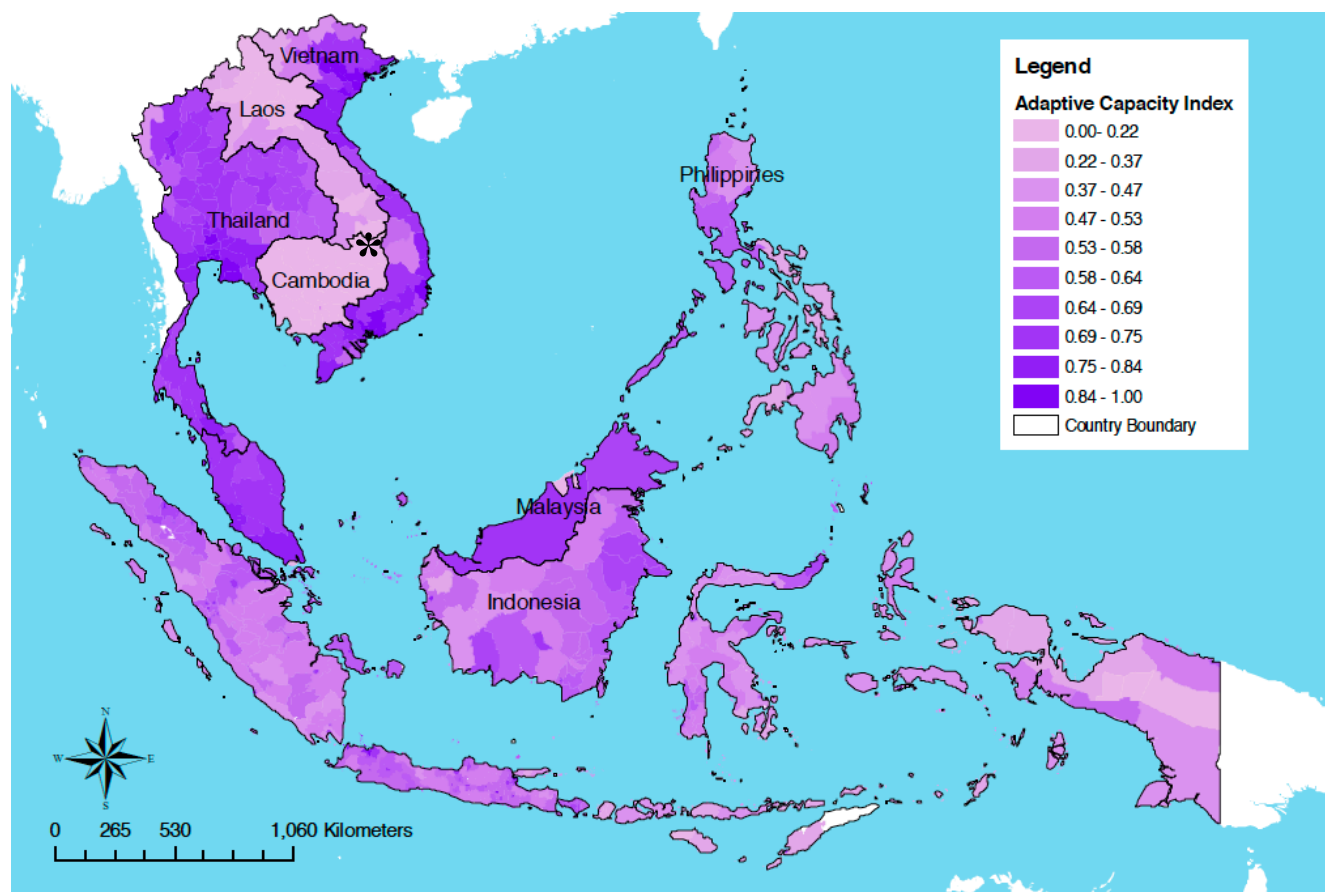 Vietnam
Laos
Thailand
Cambodia
Philippines
Malaysia
Indonesia
Legend
Adaptive Capacity Index
0.00- 0.22
0.22 - 0.37
0.37 - 0.47
0.47 - 0.53
0.53 - 0.58
0.58 - 0.64
0.64 - 0.69
0.69 - 0.75
0.75 - 0.84
0.84 - 1.00
Country Boundary
N
W E
S
0 265 530 1,060 Kilometers